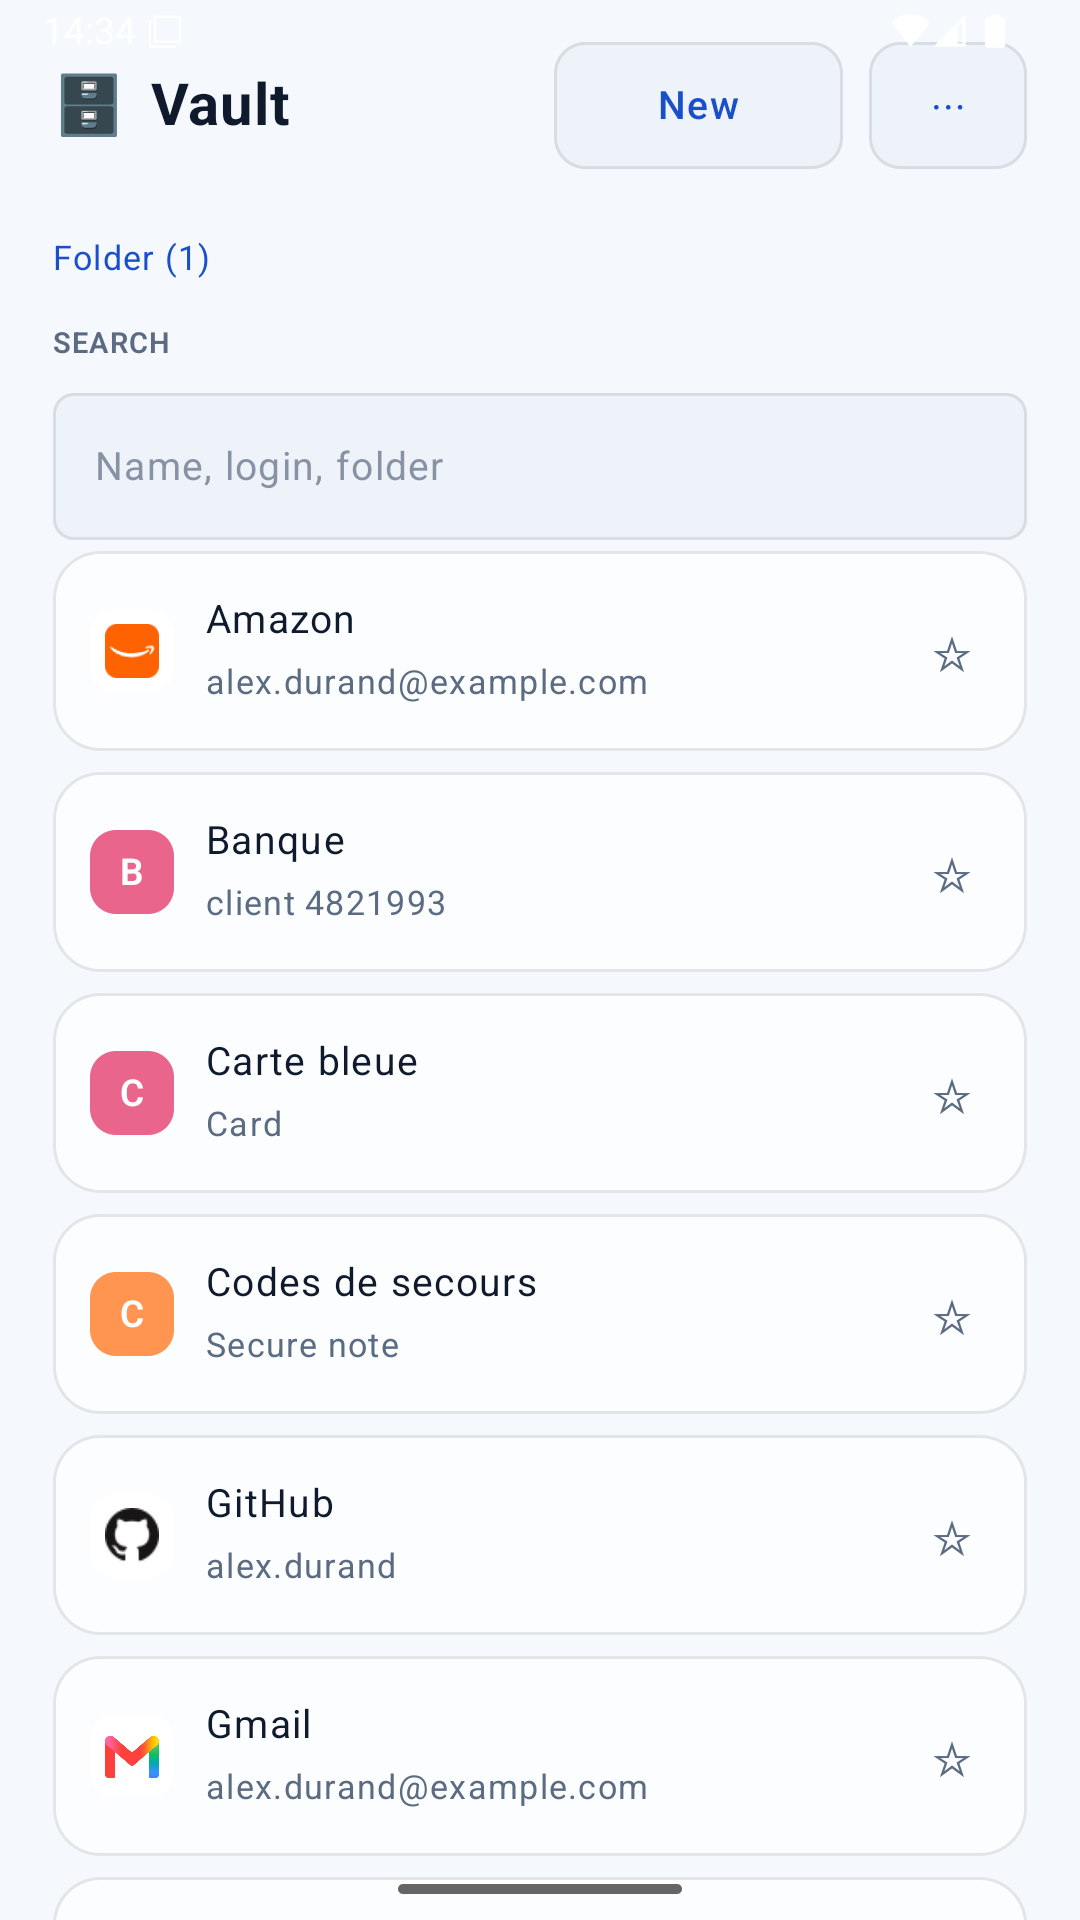 14:34
Vault
New
...
Folder (1)
SEARCH
Name, login, folder
Amazon
alex.durand@example.com
B
Banque
client 4821993
C
Carte bleue
Card
C
Codes de secours
Secure note
GitHub
alex.durand
Gmail
alex.durand@example.com